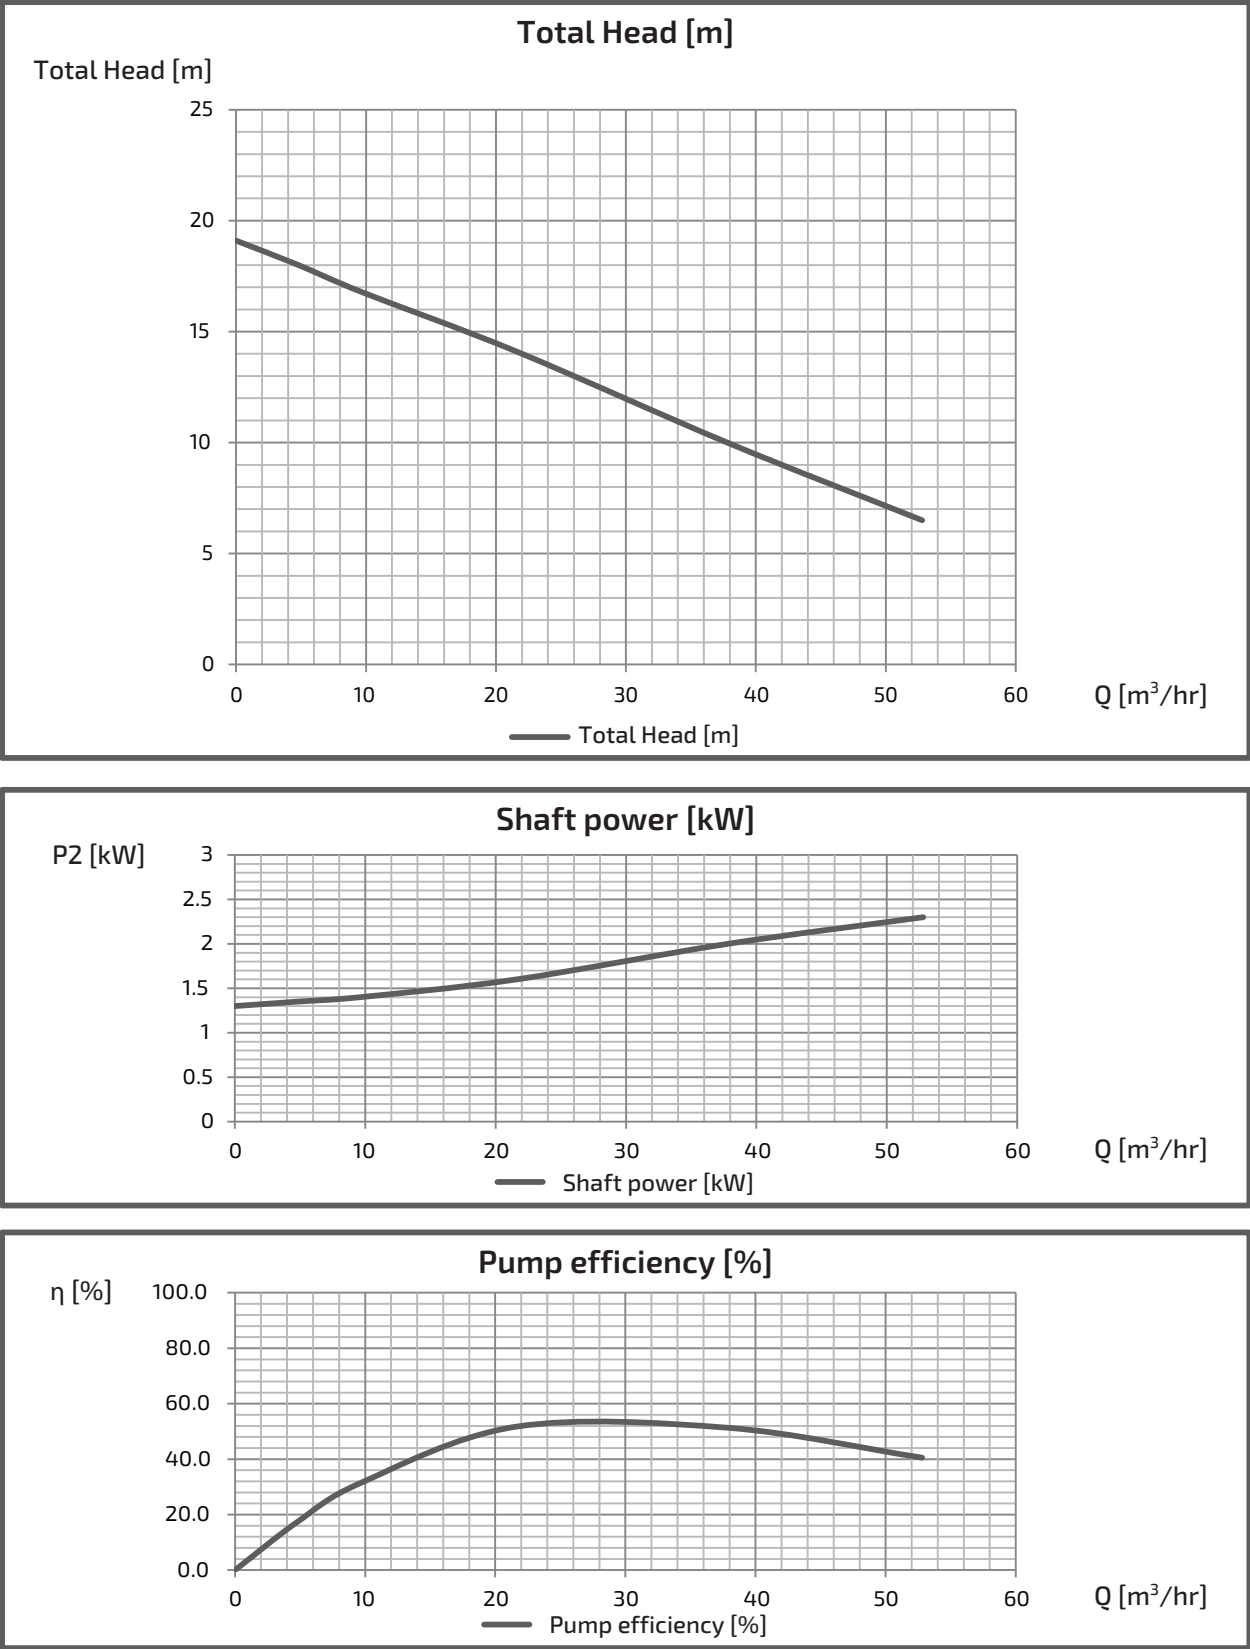 Total Head [m]
Total Head [m]
25
20
15
10
5
0
0 10 20 30 40 50 60 Q [m³/hr]
Total Head [m]
Shaft power [kW]
P2 [kW]
3
2.5
2
1.5
1
0.5
0
0 10 20 30 40 50 60 Q [m³/hr]
Shaft power [kW]
Pump efficiency [%]
η [%]
100.0
80.0
60.0
40.0
20.0
0.0
0 10 20 30 40 50 60 Q [m³/hr]
Pump efficiency [%]